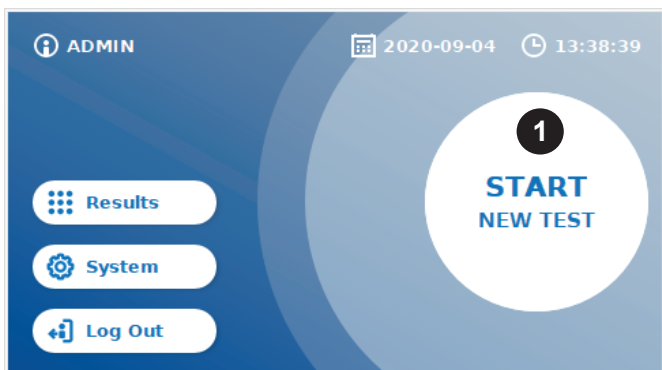 ADMIN 2020-09-04 13:38:39
1
START
NEW TEST
Results
System
Log Out